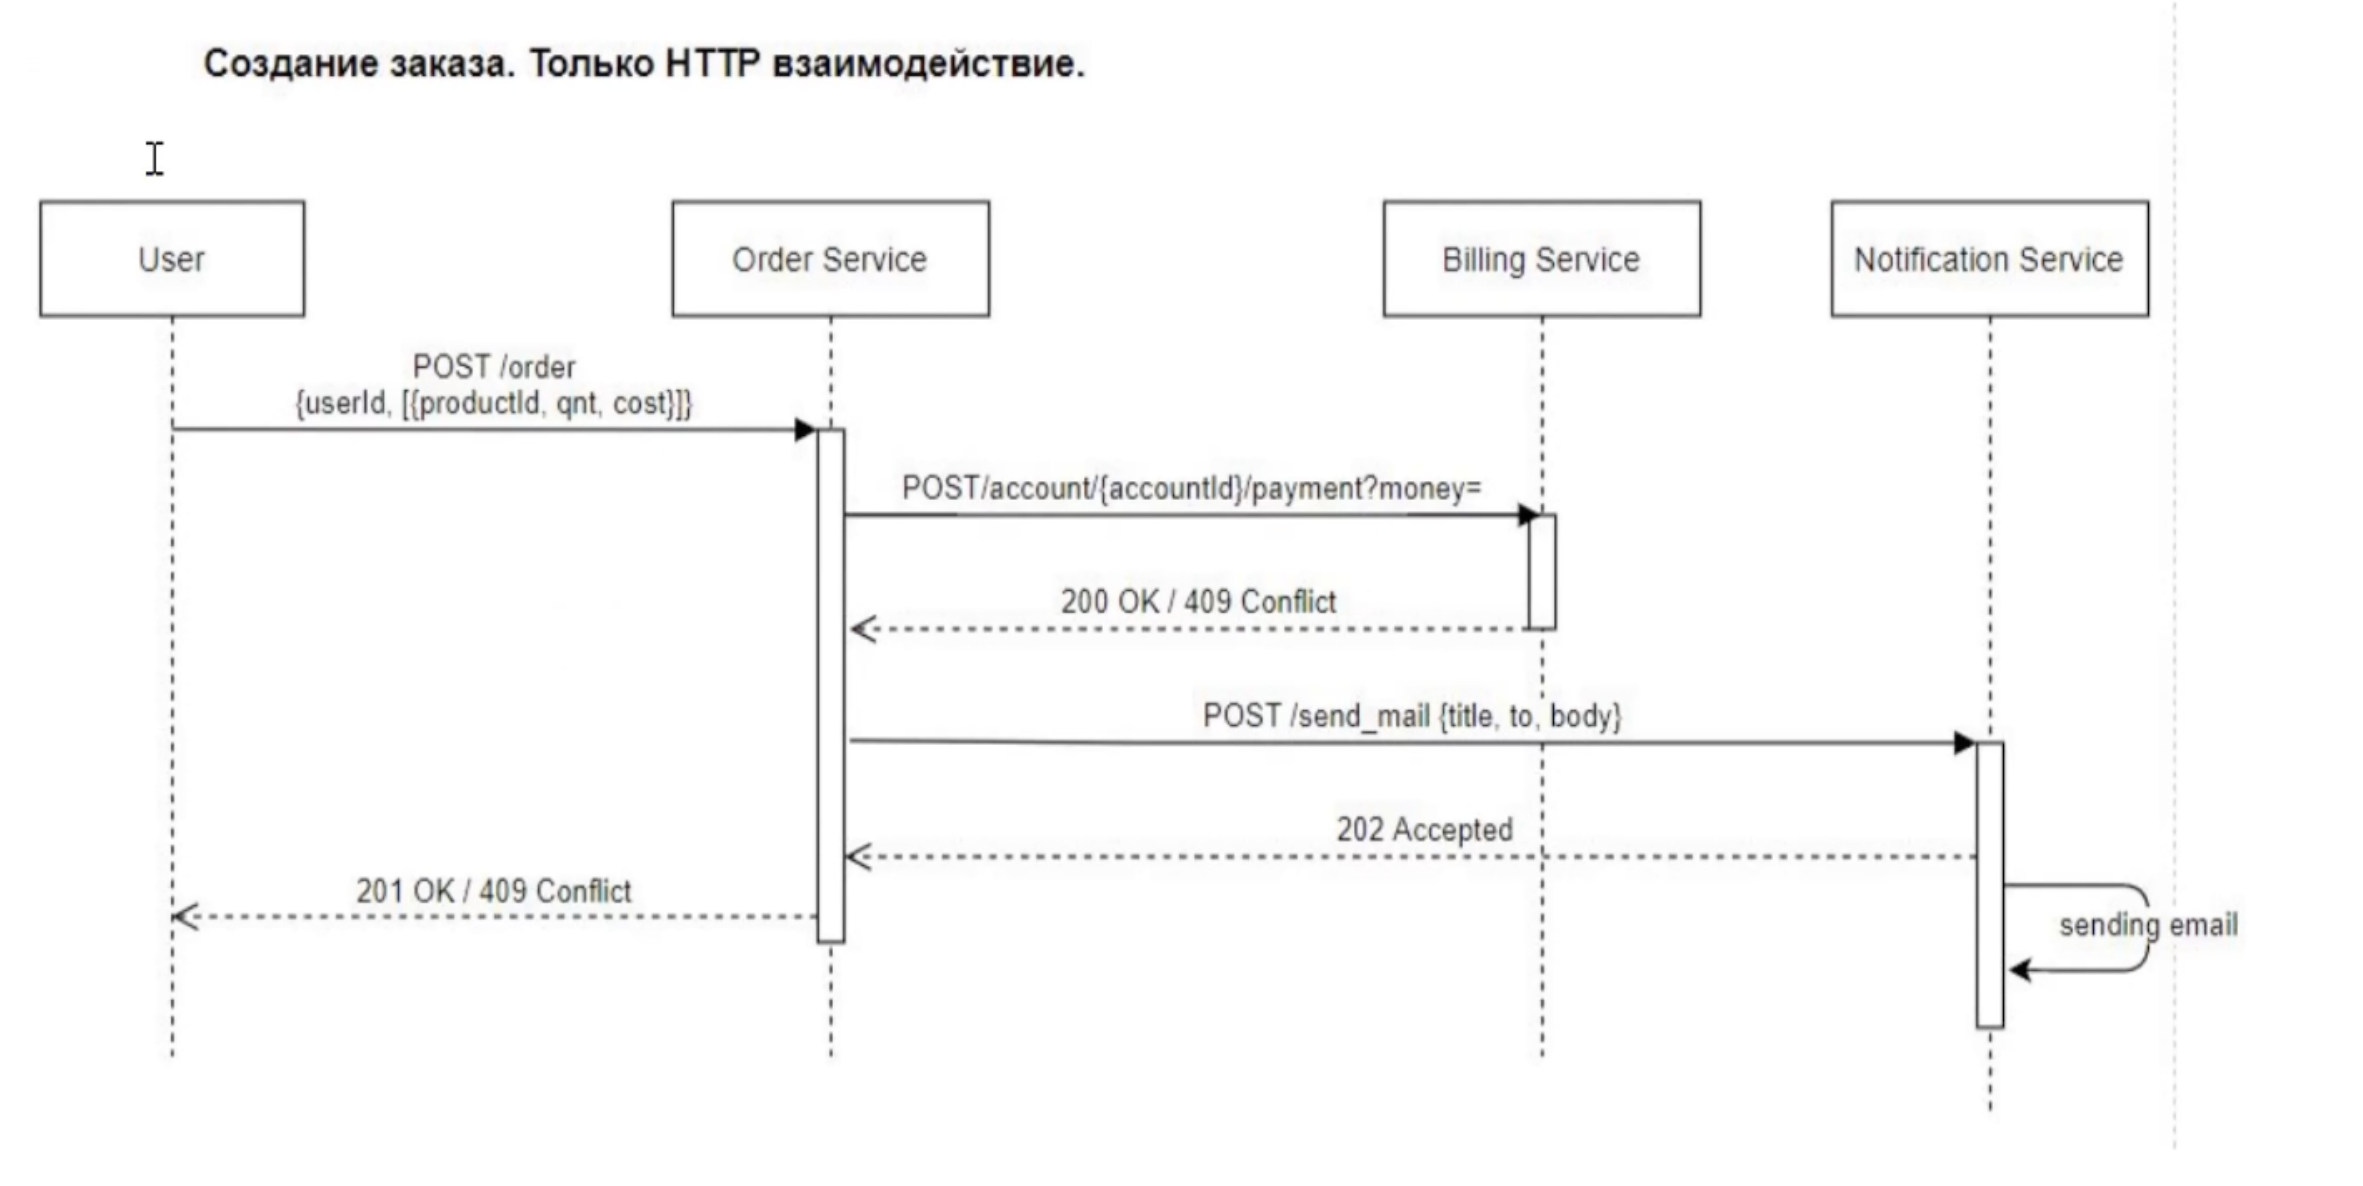 Создание заказа. Только HTTP взаимодействие.
User
Order Service
Billing Service
Notification Service
POST /order
{userId, [{productId, qnt, cost}]}
POST/account/{accountId}/payment?money=
200 OK / 409 Conflict
POST /send_mail {title, to, body}
202 Accepted
201 OK / 409 Conflict
sending email